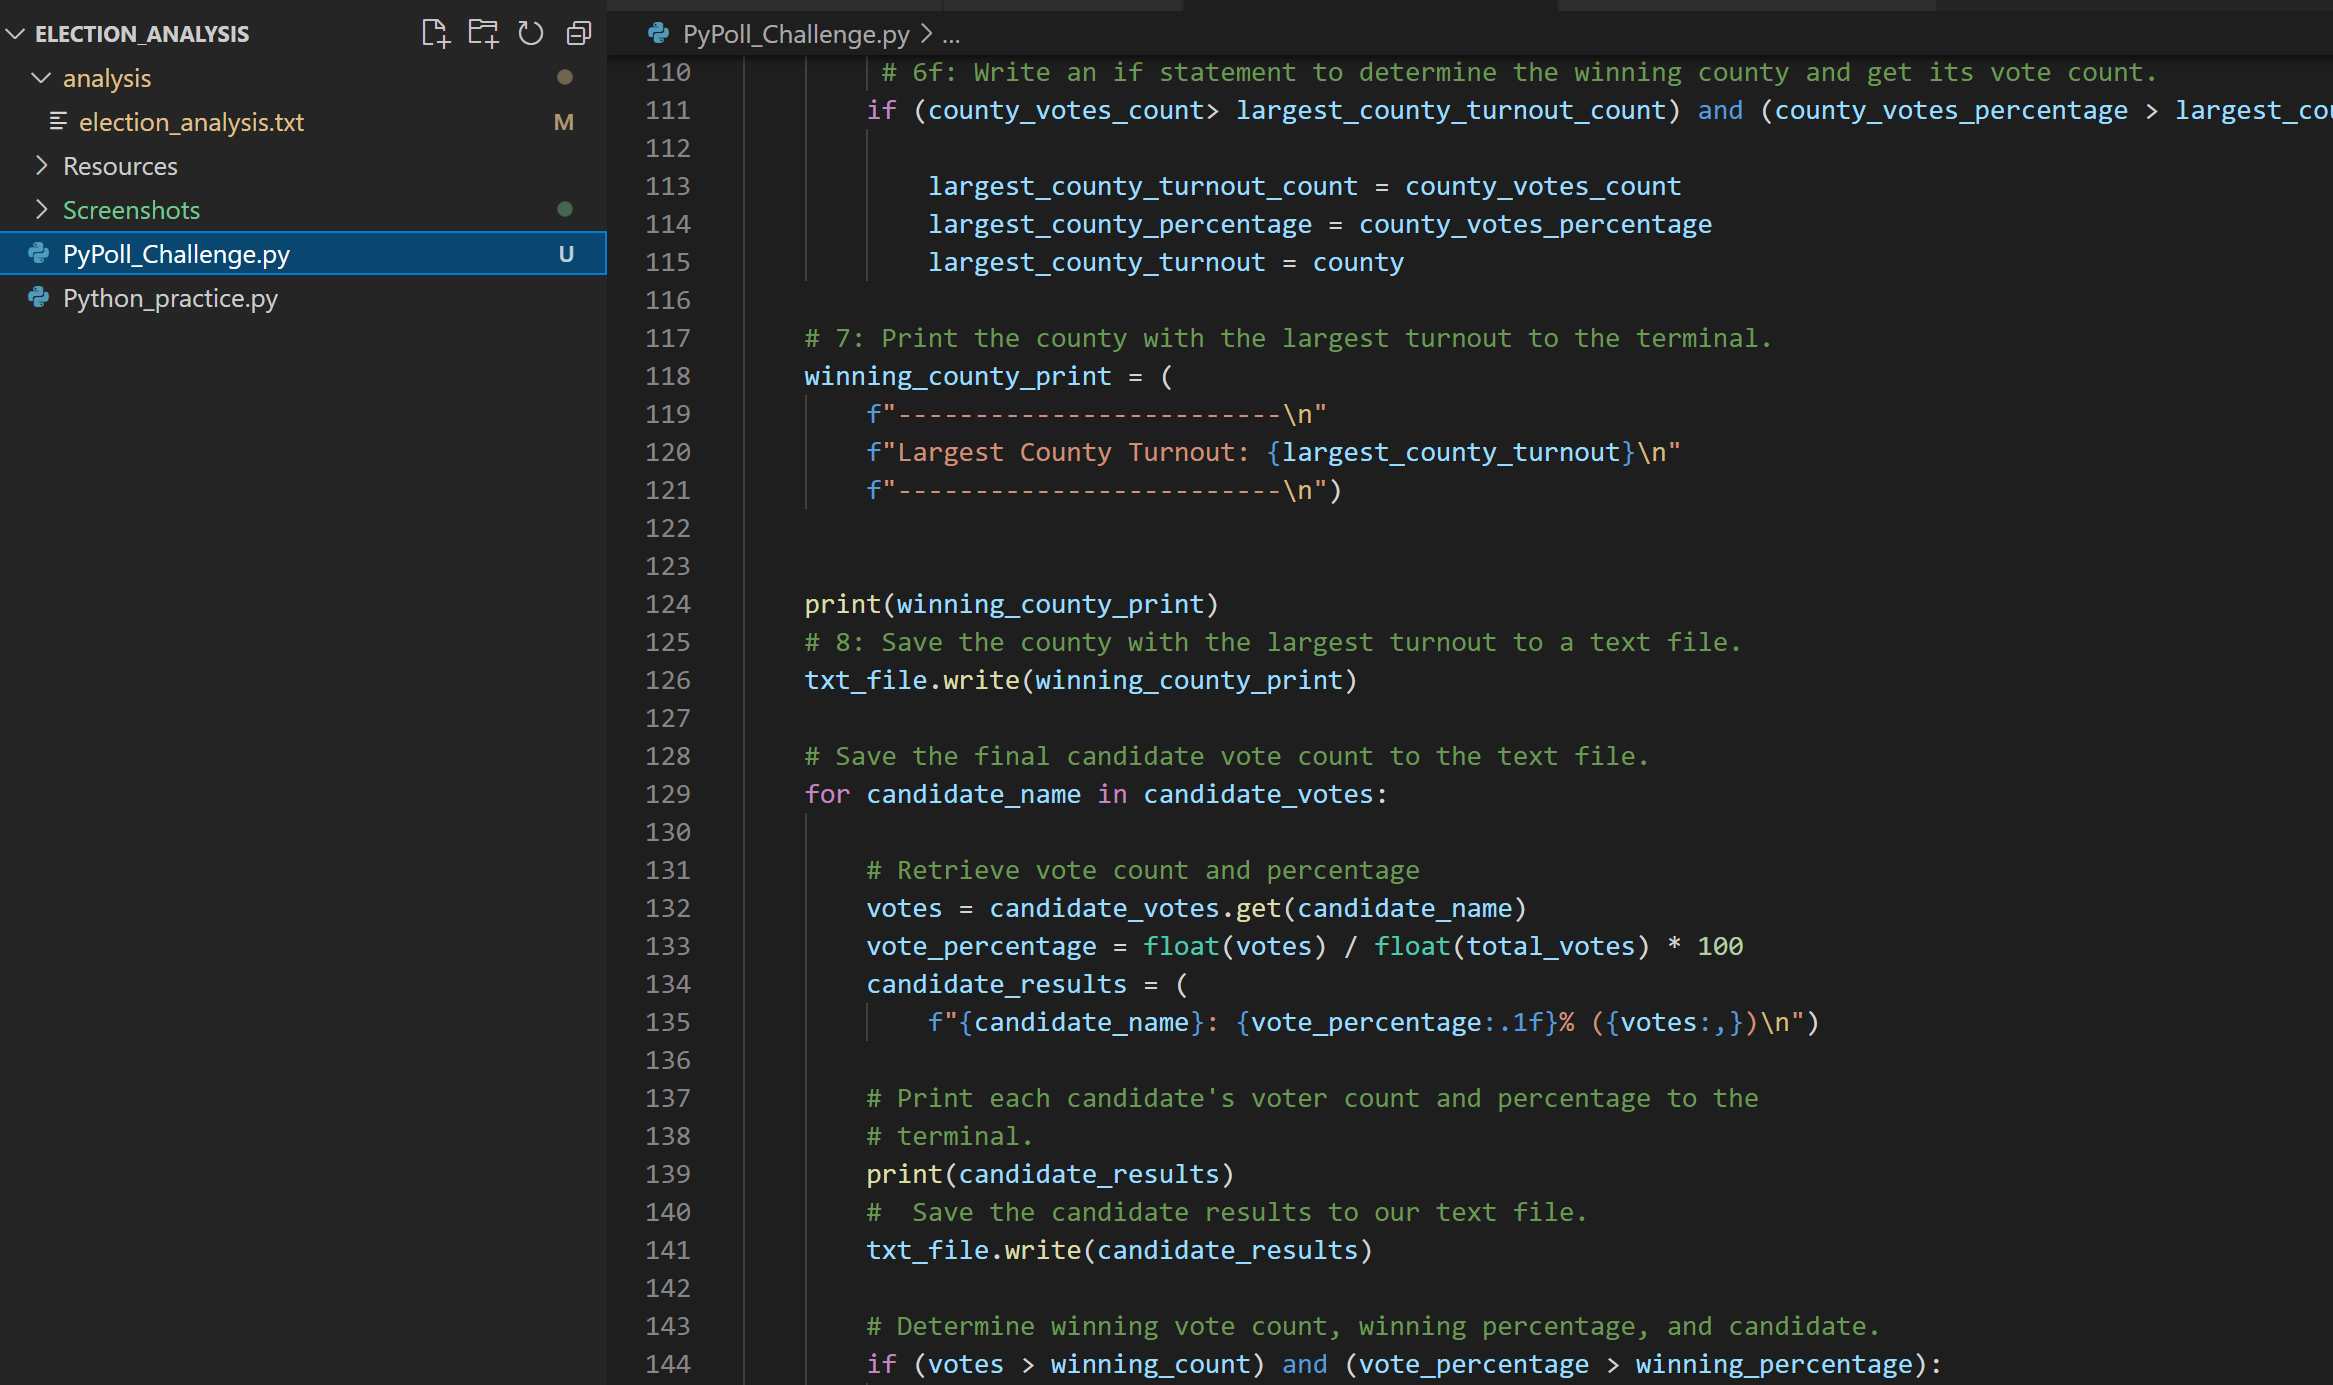 ELECTION_ANALYSIS
analysis
election_analysis.txt M
Resources
Screenshots
PyPoll_Challenge.py U
Python_practice.py
PyPoll_Challenge.py > ...
110 # 6f: Write an if statement to determine the winning county and get its vote count.
111 if (county_votes_count> largest_county_turnout_count) and (county_votes_percentage > largest_cou
112
113 largest_county_turnout_count = county_votes_count
114 largest_county_percentage = county_votes_percentage
115 largest_county_turnout = county
116
117 # 7: Print the county with the largest turnout to the terminal.
118 winning_county_print = (
119 f"-------------------------\n"
120 f"Largest County Turnout: {largest_county_turnout}\n"
121 f"-------------------------\n")
122
123
124 print(winning_county_print)
125 # 8: Save the county with the largest turnout to a text file.
126 txt_file.write(winning_county_print)
127
128 # Save the final candidate vote count to the text file.
129 for candidate_name in candidate_votes:
130
131 # Retrieve vote count and percentage
132 votes = candidate_votes.get(candidate_name)
133 vote_percentage = float(votes) / float(total_votes) * 100
134 candidate_results = (
135 f"{candidate_name}: {vote_percentage:.1f}% ({votes:,})\n")
136
137 # Print each candidate's voter count and percentage to the
138 # terminal.
139 print(candidate_results)
140 #  Save the candidate results to our text file.
141 txt_file.write(candidate_results)
142
143 # Determine winning vote count, winning percentage, and candidate.
144 if (votes > winning_count) and (vote_percentage > winning_percentage):